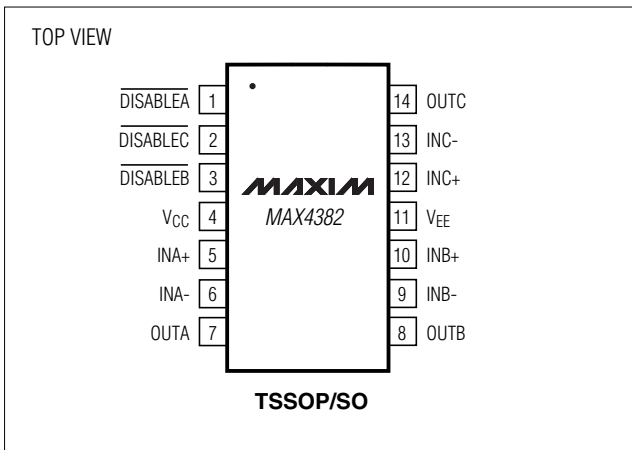 TOP VIEW
DISABLEA 1
DISABLEC 2
DISABLEB 3
VCC 4
INA+ 5
INA- 6
OUTA 7
MAXIM
MAX4382
14 OUTC
13 INC-
12 INC+
11 VEE
10 INB+
9 INB-
8 OUTB
TSSOP/SO